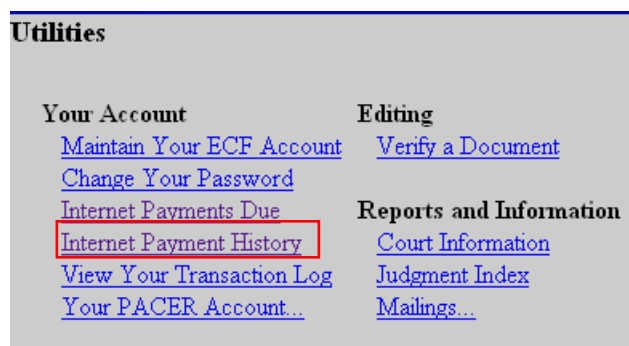 Utilities
Your Account
Maintain Your ECF Account
Change Your Password
Internet Payments Due
Internet Payment History
View Your Transaction Log
Your PACER Account...
Editing
Verify a Document
Reports and Information
Court Information
Judgment Index
Mailings...